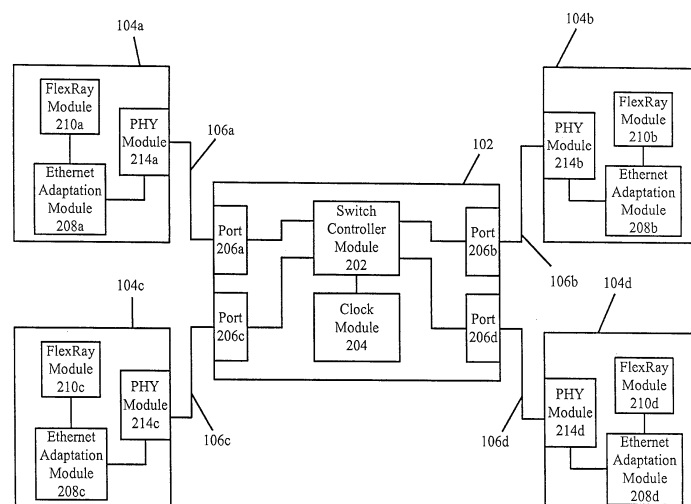 104a
FlexRay
Module
210a
PHY
Module
214a
Ethernet
Adaptation
Module
208a
106a
102
104b
PHY
Module
214b
FlexRay
Module
210b
Ethernet
Adaptation
Module
208b
106b
Port
206a
Switch
Controller
Module
202
Port
206b
Port
206c
Clock
Module
204
Port
206d
104c
FlexRay
Module
210c
PHY
Module
214c
Ethernet
Adaptation
Module
208c
106c
104d
106d
PHY
Module
214d
FlexRay
Module
210d
Ethernet
Adaptation
Module
208d